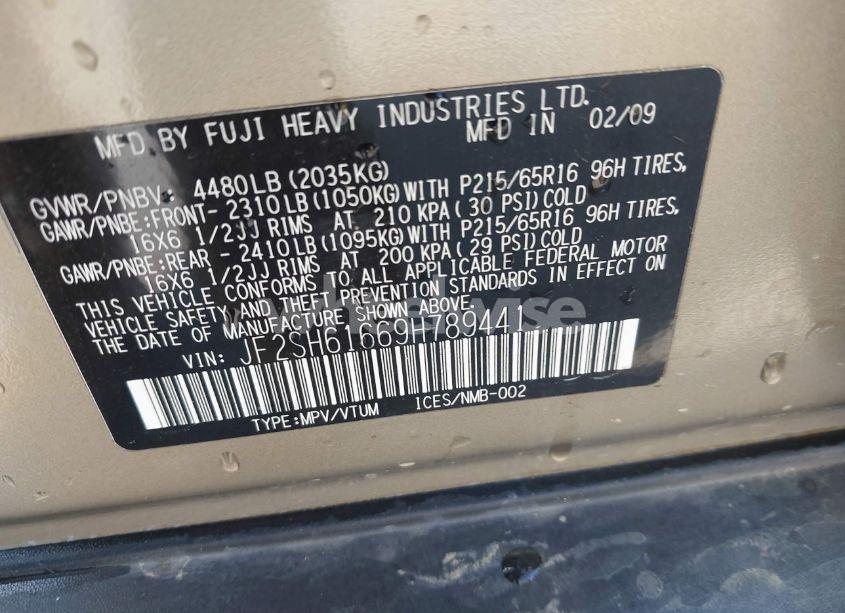 MFD. BY FUJI HEAVY INDUSTRIES LTD.
MFD IN 02/09
GVWR/PNBV: 4480LB (2035KG)
GAWR/PNBE:FRONT- 2310LB(1050KG)WITH P215/65R16 96H TIRES,
16X6 1/2JJ RIMS AT 210 KPA( 30 PSI)COLD
GAWR/PNBE:REAR - 2410LB(1095KG)WITH P215/65R16 96H TIRES,
16X6 1/2JJ RIMS AT 200 KPA( 29 PSI)COLD
THIS VEHICLE CONFORMS TO ALL APPLICABLE FEDERAL MOTOR
VEHICLE SAFETY AND THEFT PREVENTION STANDARDS IN EFFECT ON
THE DATE OF MANUFACTURE SHOWN ABOVE.
VIN: JF2SH61669H789441
TYPE:MPV/VTUM ICES/NMB-002